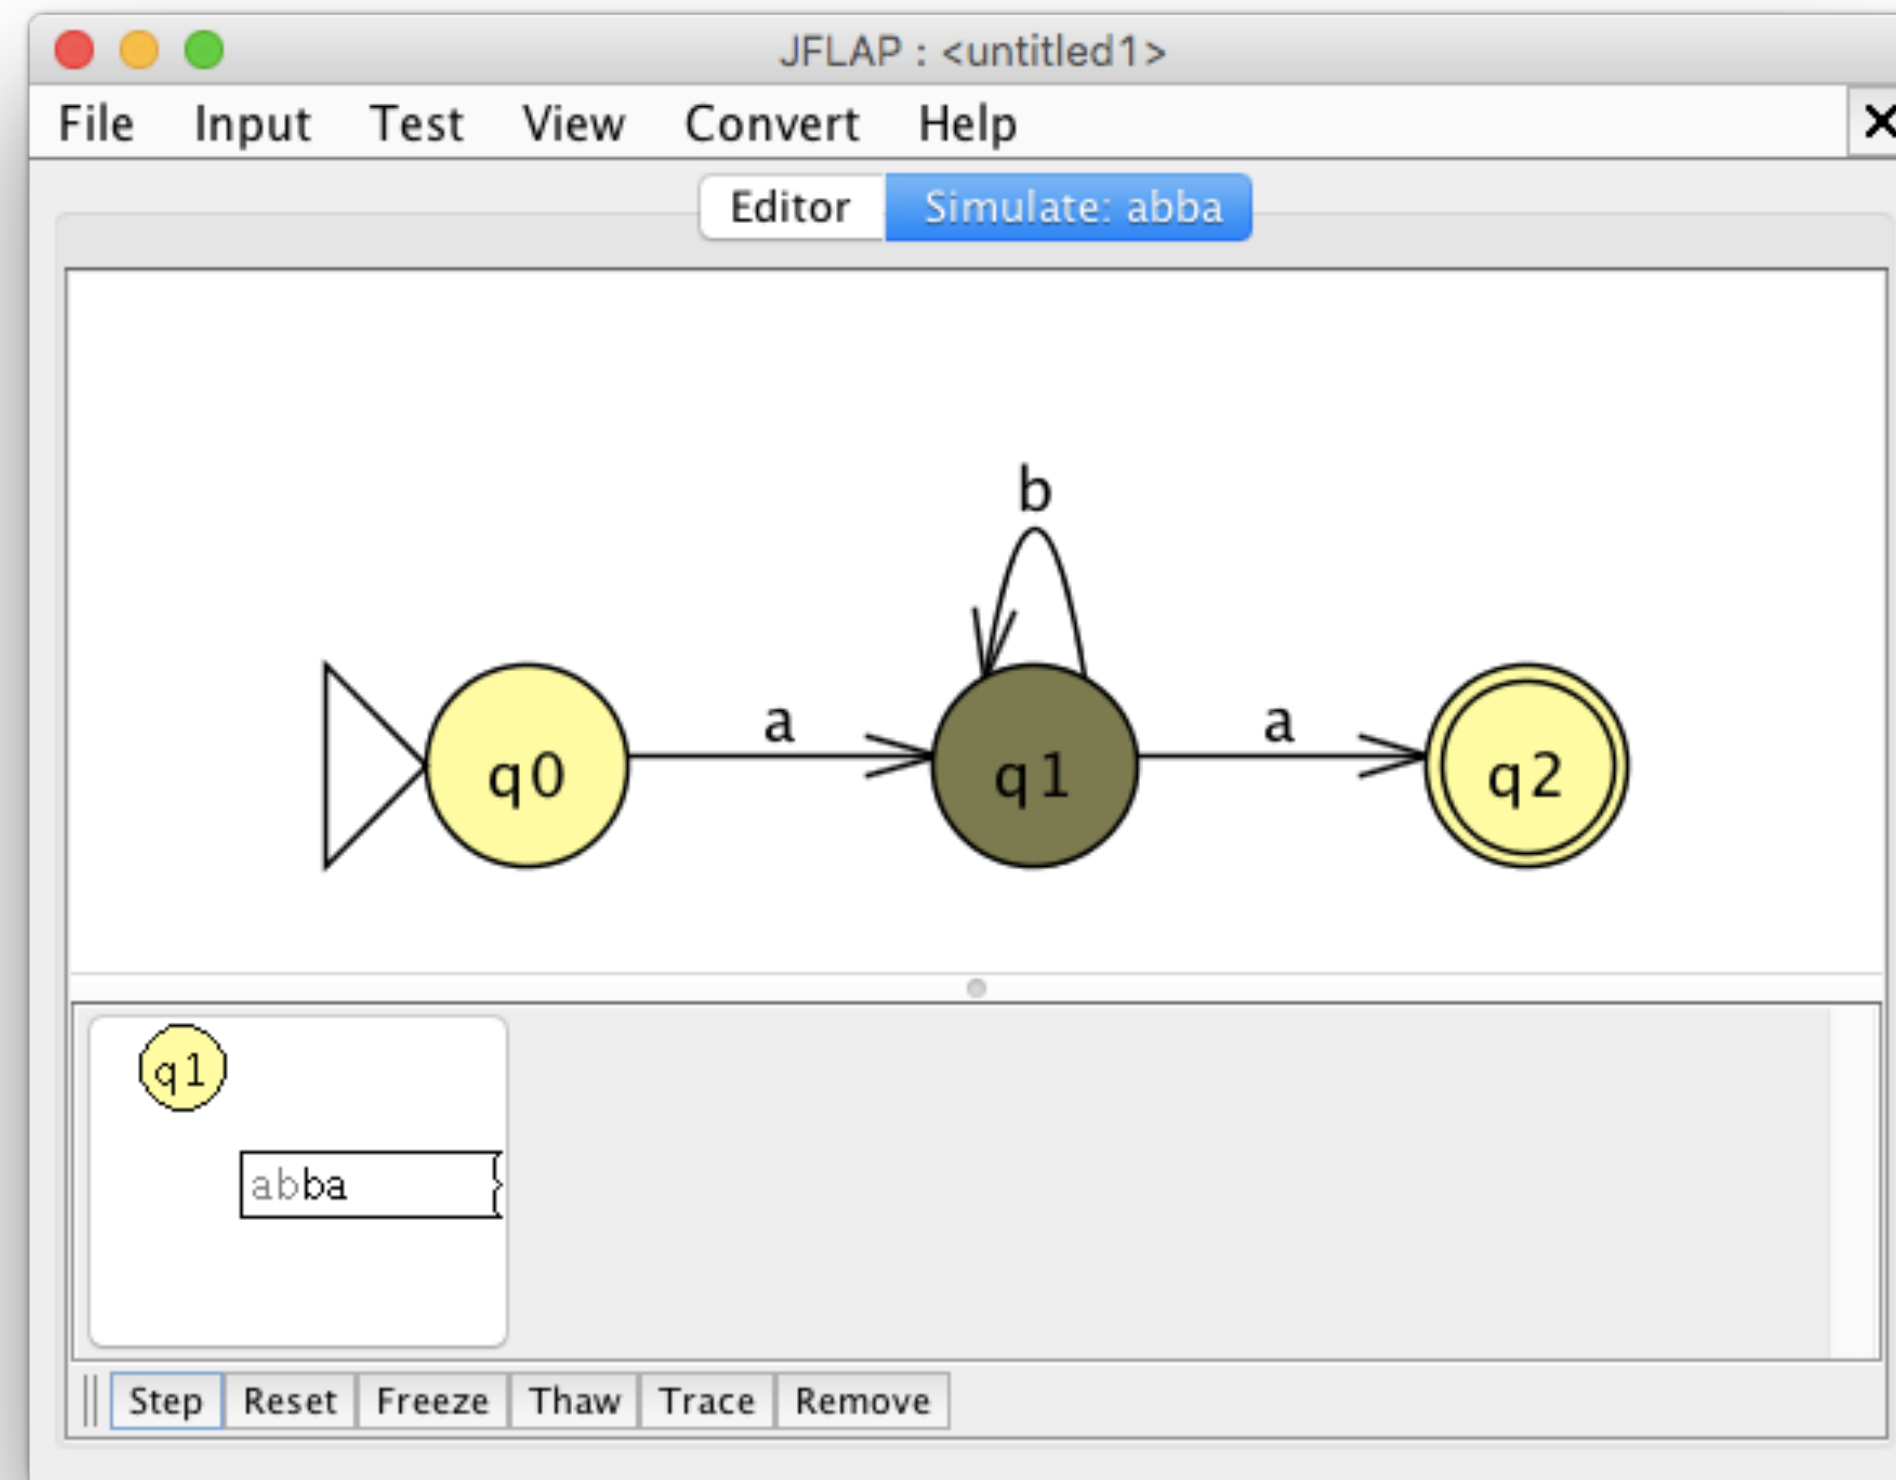 JFLAP : <untitled1>
File Input Test View Convert Help
Editor Simulate: abba
b
a a
q0 q1 q2
q1
abba
Step Reset Freeze Thaw Trace Remove